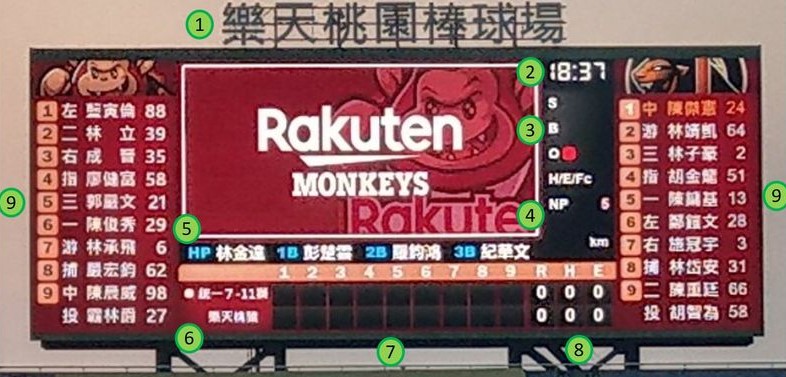 1
樂天桃園棒球場
2
18:37
1 左 藍寅倫 88
2 二 林立 39
3 右 成晉 35
4 指 廖健富 58
5 三 郭嚴文 21
6 一 陳俊秀 29
7 游 林承飛 6
8 捕 嚴宏鈞 62
9 中 陳晨威 98
投 霸林爵 27
9
Rakuten
MONKEYS
Rakute
S
3
B
O
H/E/Fc
4
NP 5
km
1 中 陳傑憲 24
2 游 林靖凱 64
3 三 林子豪 2
4 指 胡金龍 51
5 一 陳鏞基 13
6 左 鄭鎧文 28
7 右 施冠宇 3
8 捕 林岱安 31
9 二 陳重廷 66
投 胡智為 58
9
5
HP 林金達 1B 彭楚雲 2B 羅鈞鴻 3B 紀華文
1 2 3 4 5 6 7 8 9 R H E
統一7-11獅 0 0 0
樂天桃猿 0 0 0
6
7
8